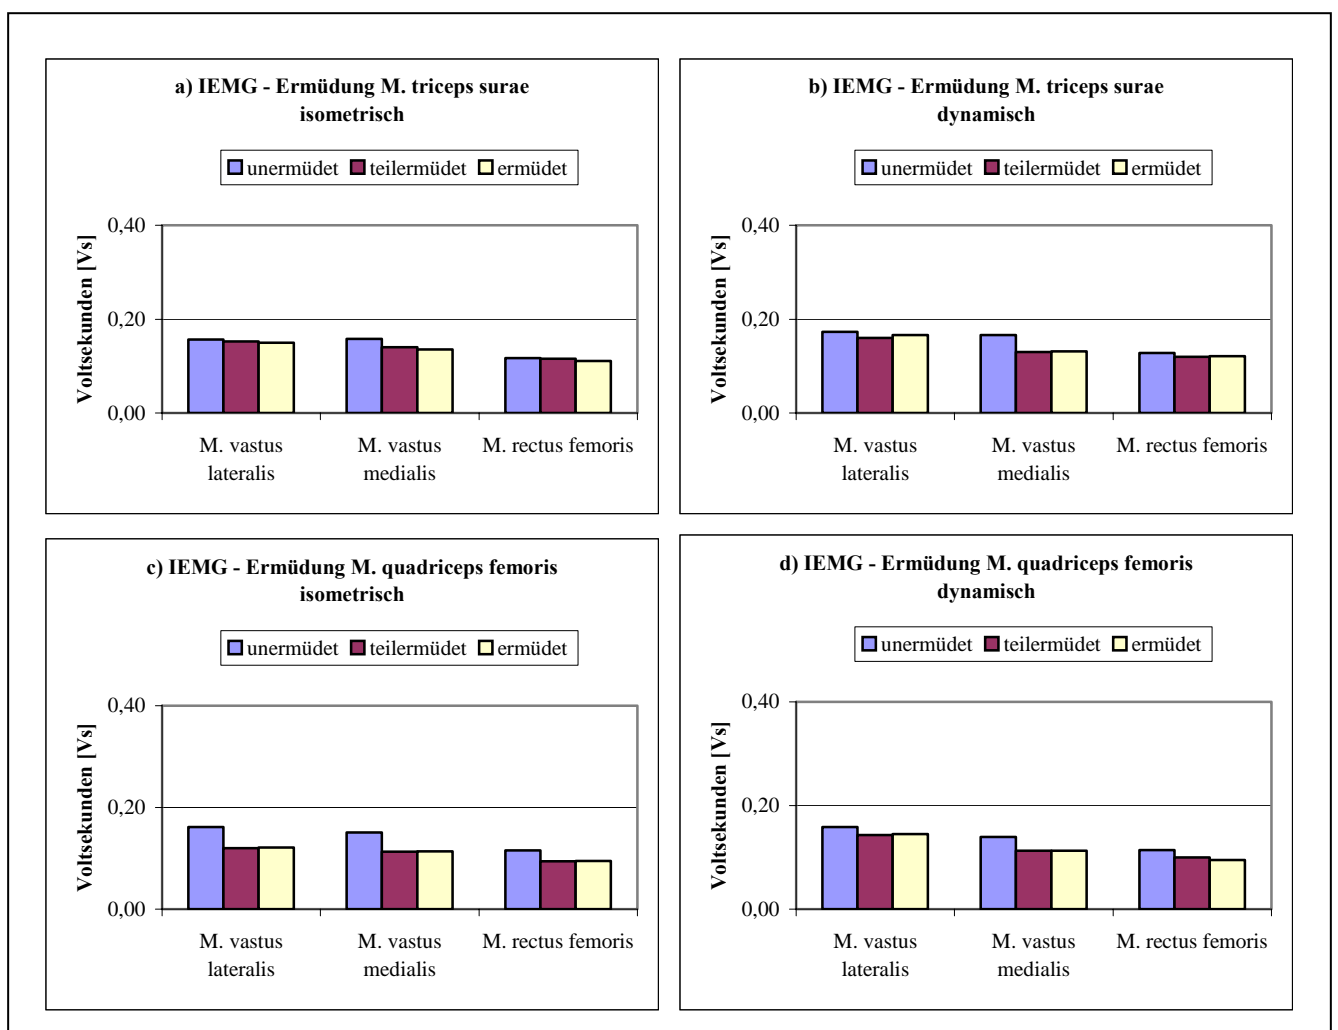 a) IEMG - Ermüdung M. triceps surae
isometrisch
unermüdet teilermüdet ermüdet
Voltsekunden [Vs]
0,40
0,20
0,00
M. vastus
lateralis
M. vastus
medialis
M. rectus femoris
b) IEMG - Ermüdung M. triceps surae
dynamisch
unermüdet teilermüdet ermüdet
Voltsekunden [Vs]
0,40
0,20
0,00
M. vastus
lateralis
M. vastus
medialis
M. rectus femoris
c) IEMG - Ermüdung M. quadriceps femoris
isometrisch
unermüdet teilermüdet ermüdet
Voltsekunden [Vs]
0,40
0,20
0,00
M. vastus
lateralis
M. vastus
medialis
M. rectus femoris
d) IEMG - Ermüdung M. quadriceps femoris
dynamisch
unermüdet teilermüdet ermüdet
Voltsekunden [Vs]
0,40
0,20
0,00
M. vastus
lateralis
M. vastus
medialis
M. rectus femoris